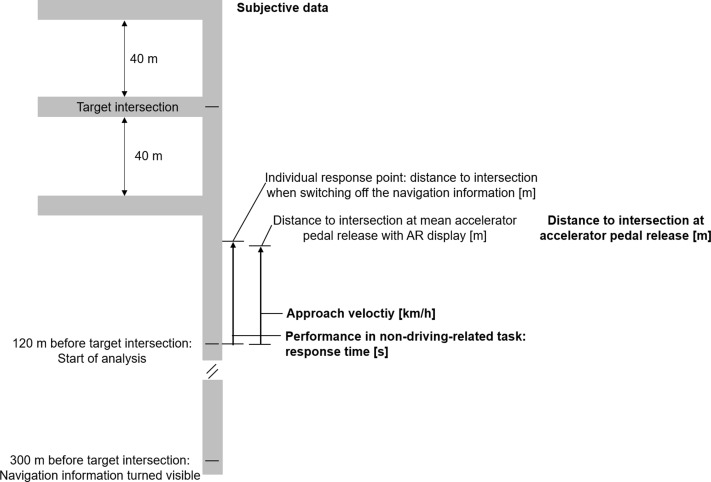 Subjective data
40 m
Target intersection
40 m
Individual response point: distance to intersection
when switching off the navigation information [m]
Distance to intersection at mean accelerator
pedal release with AR display [m]
Distance to intersection at
accelerator pedal release [m]
Approach veloctiy [km/h]
Performance in non-driving-related task:
response time [s]
120 m before target intersection:
Start of analysis
300 m before target intersection:
Navigation information turned visible